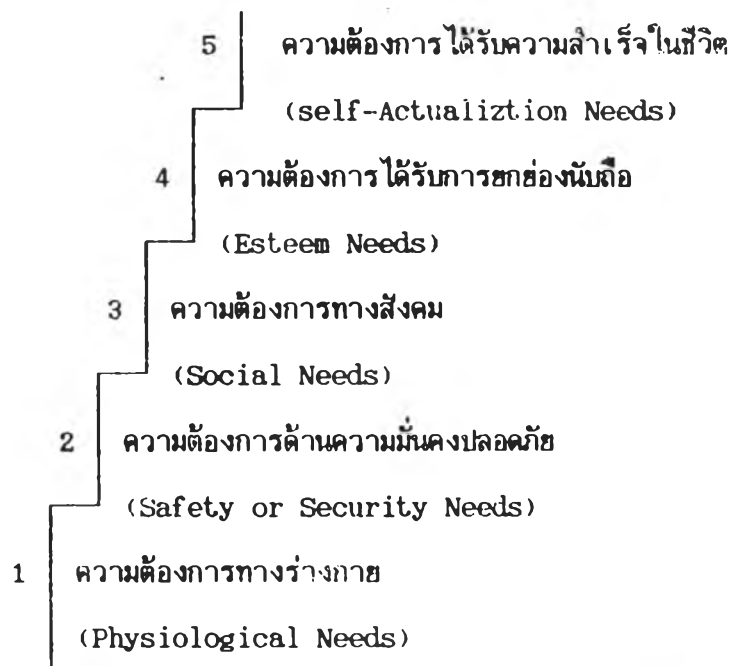 5 ความต้องการได้รับความสำเร็จในชีวิต
(self-Actualiztion Needs)
4 ความต้องการได้รับการยกย่องนับถือ
(Esteem Needs)
3 ความต้องการทางสังคม
(Social Needs)
2 ความต้องการด้านความมั่นคงปลอดภัย
(Safety or Security Needs)
1 ความต้องการทางร่างกาย
(Physiological Needs)